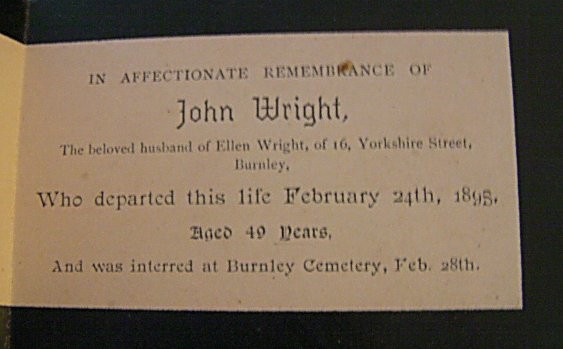 IN AFFECTIONATE REMEMBRANCE OF
John Wright,
The beloved husband of Ellen Wright, of 16, Yorkshire Street,
Burnley,
Who departed this life February 24th, 1895,
Aged 49 Years,
And was interred at Burnley Cemetery, Feb. 28th.